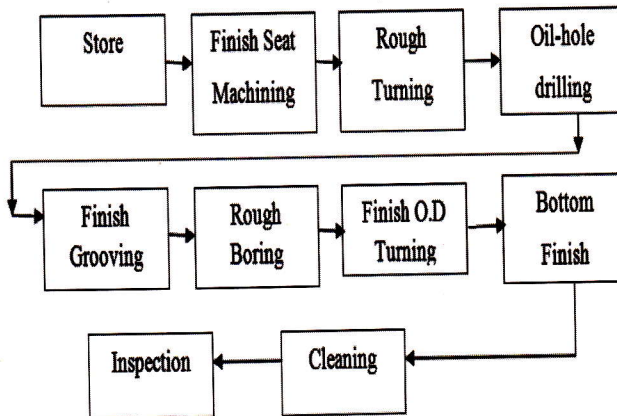 Store
Finish Seat
Machining
Rough
Turning
Oil-hole
drilling
Finish
Grooving
Rough
Boring
Finish O.D
Turning
Bottom
Finish
Cleaning
Inspection